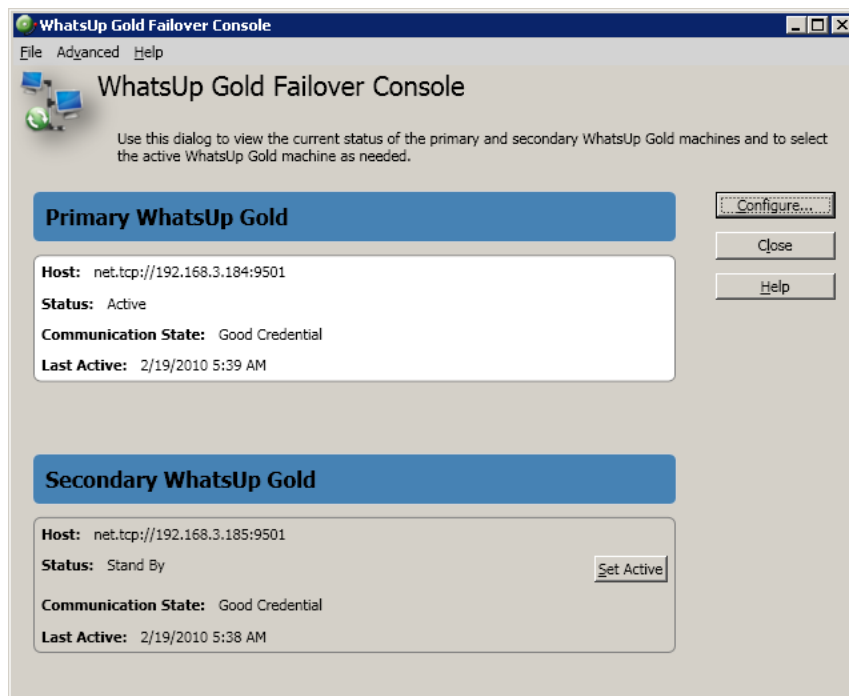 WhatsUp Gold Failover Console
File Advanced Help
WhatsUp Gold Failover Console
Use this dialog to view the current status of the primary and secondary WhatsUp Gold machines and to select
the active WhatsUp Gold machine as needed.
Primary WhatsUp Gold
Configure...
Close
Help
Host: net.tcp://192.168.3.184:9501
Status: Active
Communication State: Good Credential
Last Active: 2/19/2010 5:39 AM
Secondary WhatsUp Gold
Host: net.tcp://192.168.3.185:9501
Status: Stand By
Set Active
Communication State: Good Credential
Last Active: 2/19/2010 5:38 AM